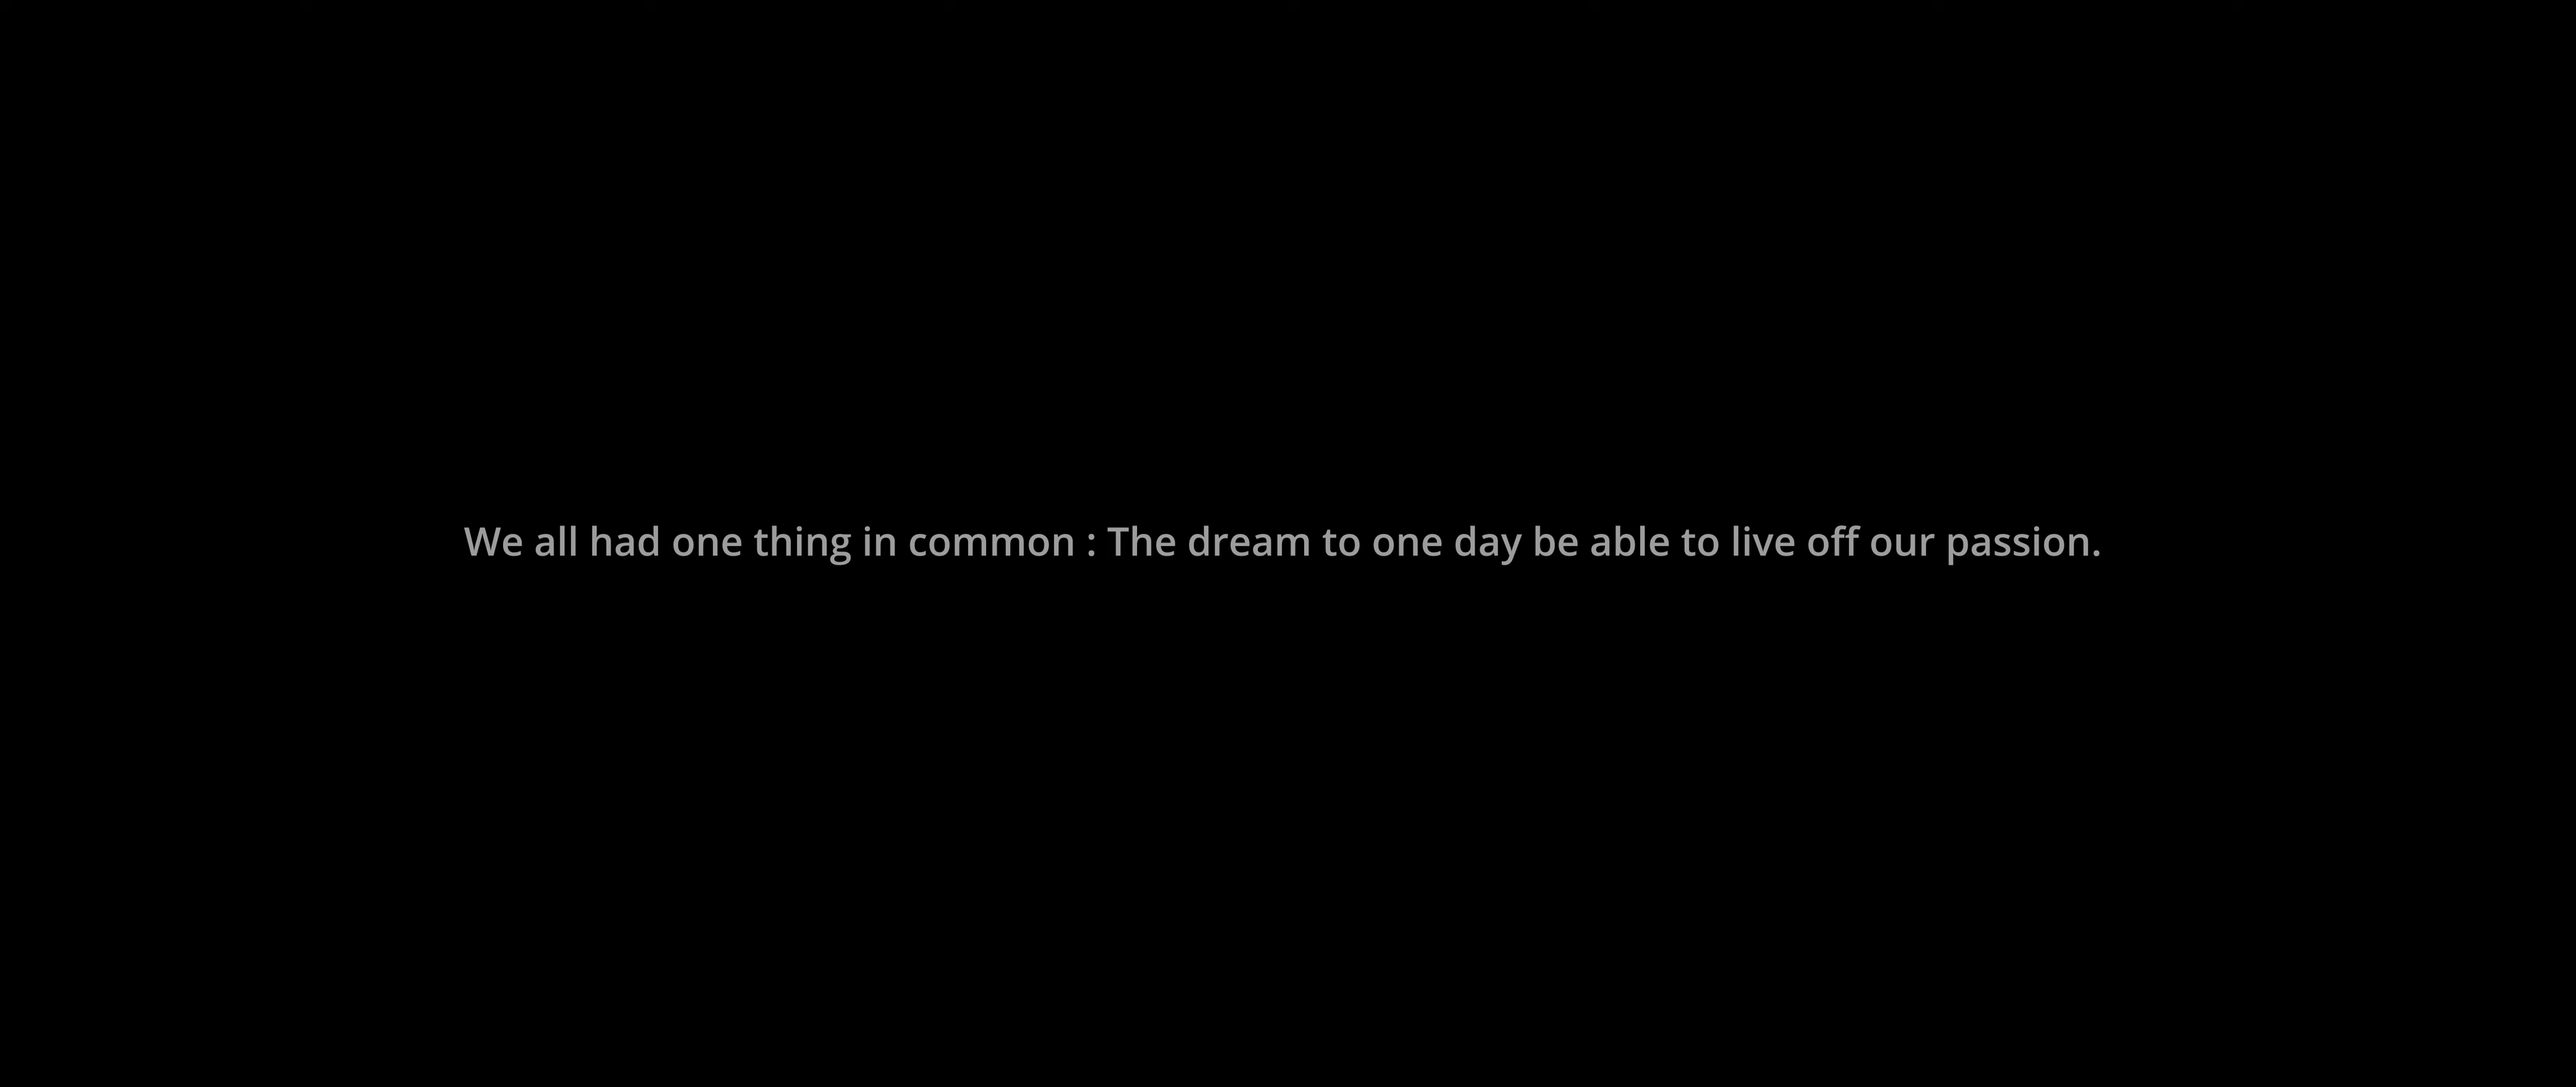 We all had one thing in common : The dream to one day be able to live off our passion.